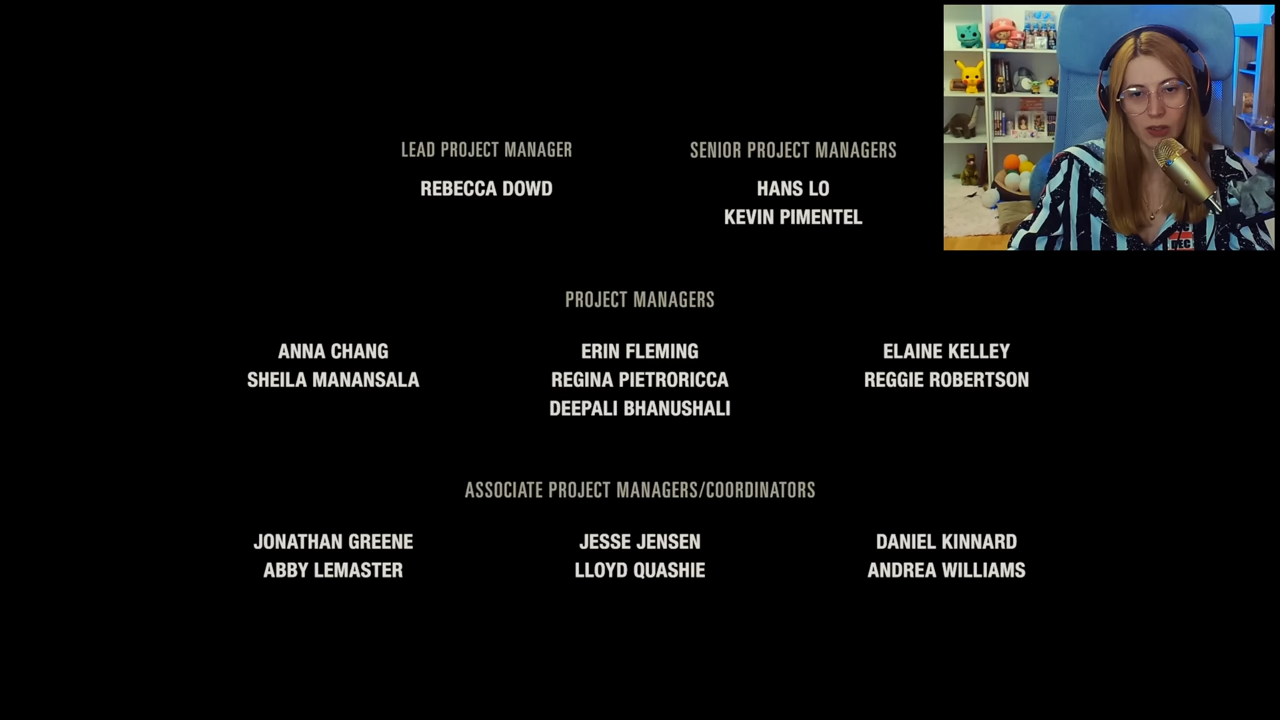 LEAD PROJECT MANAGER
REBECCA DOWD
SENIOR PROJECT MANAGERS
HANS LO
KEVIN PIMENTEL
PROJECT MANAGERS
ANNA CHANG
SHEILA MANANSALA
ERIN FLEMING
REGINA PIETRORICCA
DEEPALI BHANUSHALI
ELAINE KELLEY
REGGIE ROBERTSON
ASSOCIATE PROJECT MANAGERS/COORDINATORS
JONATHAN GREENE
ABBY LEMASTER
JESSE JENSEN
LLOYD QUASHIE
DANIEL KINNARD
ANDREA WILLIAMS